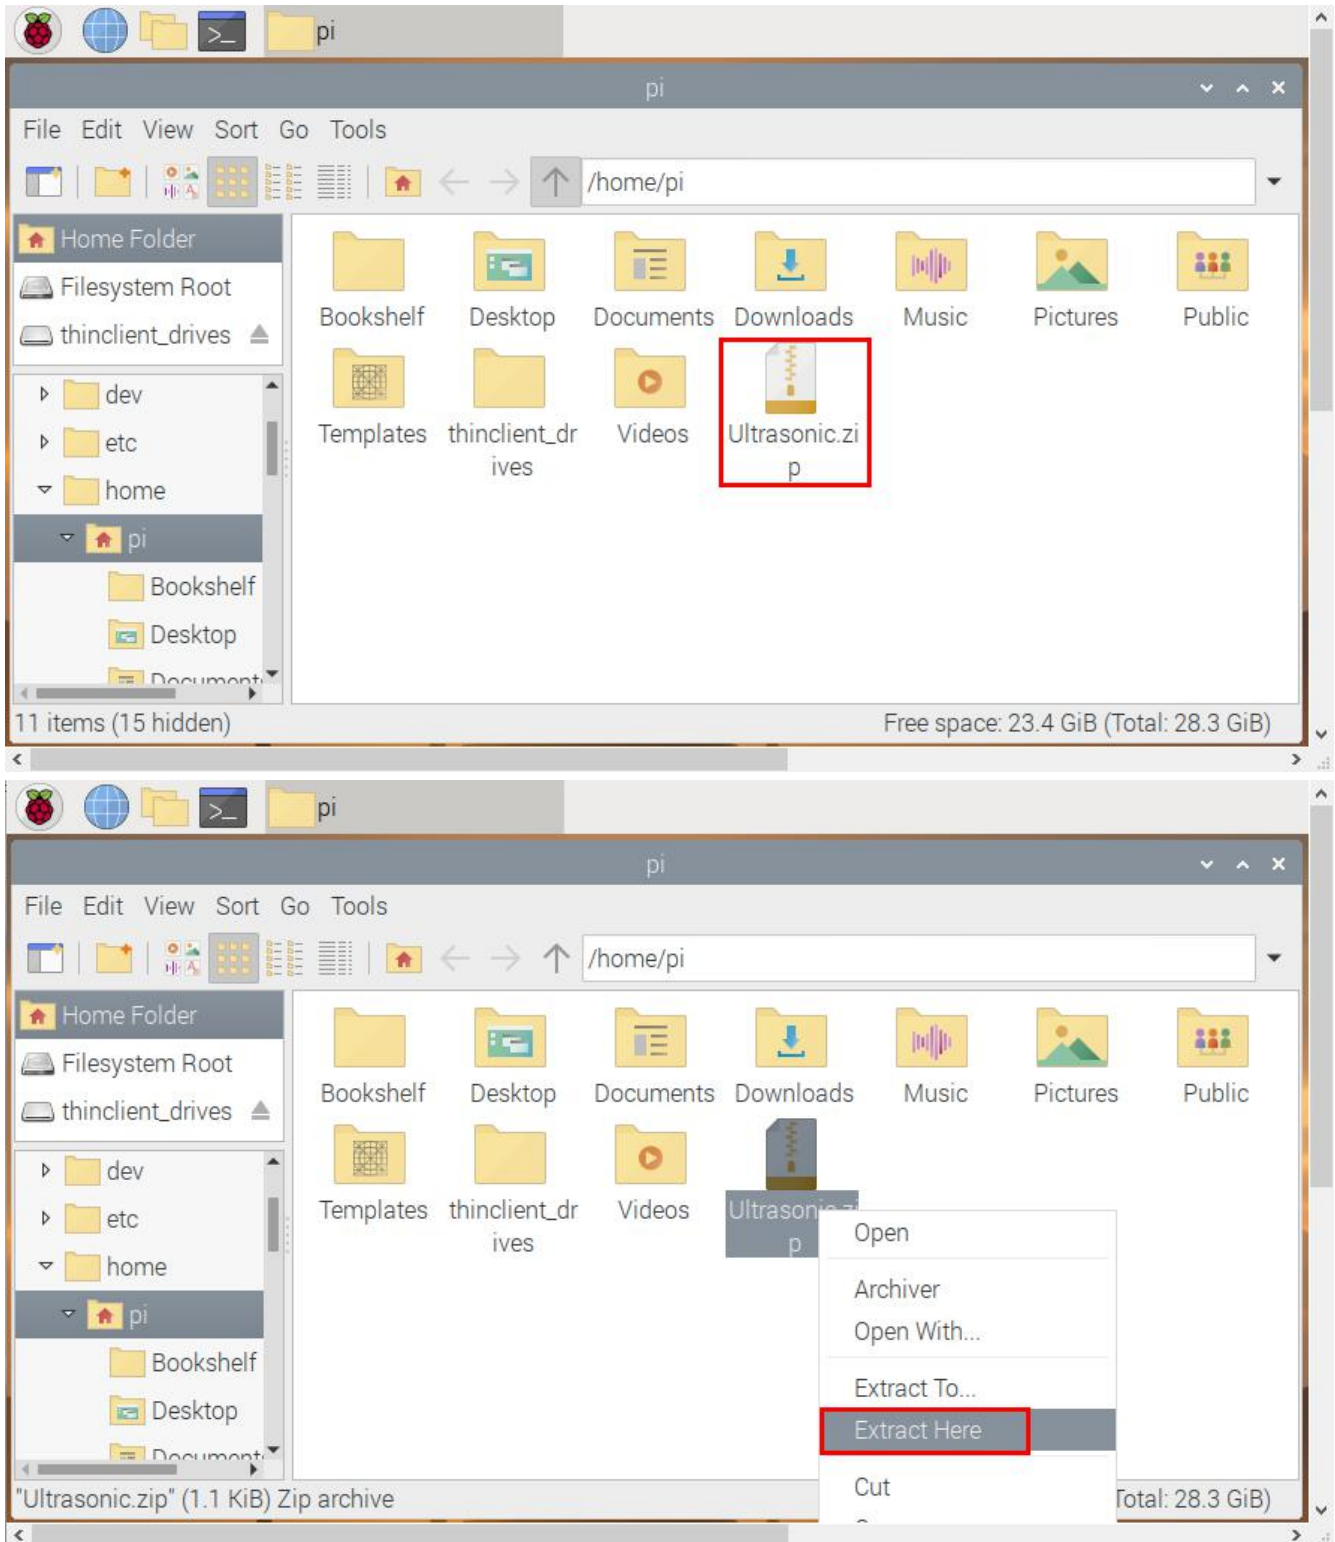 pi
pi
File Edit View Sort Go Tools
/home/pi
Home Folder
Filesystem Root
thinclient_drives
Bookshelf Desktop Documents Downloads Music Pictures Public
Templates thinclient_dr Videos Ultrasonic.zi
ives p
dev
etc
home
pi
Bookshelf
Desktop
Document
11 items (15 hidden) Free space: 23.4 GiB (Total: 28.3 GiB)
pi
pi
File Edit View Sort Go Tools
/home/pi
Home Folder
Filesystem Root
thinclient_drives
Bookshelf Desktop Documents Downloads Music Pictures Public
Templates thinclient_dr Videos Ultrasonic.zi
ives p
dev
etc
home
pi
Bookshelf
Desktop
Document
Open
Archiver
Open With...
Extract To...
Extract Here
Cut
"Ultrasonic.zip" (1.1 KiB) Zip archive Total: 28.3 GiB)